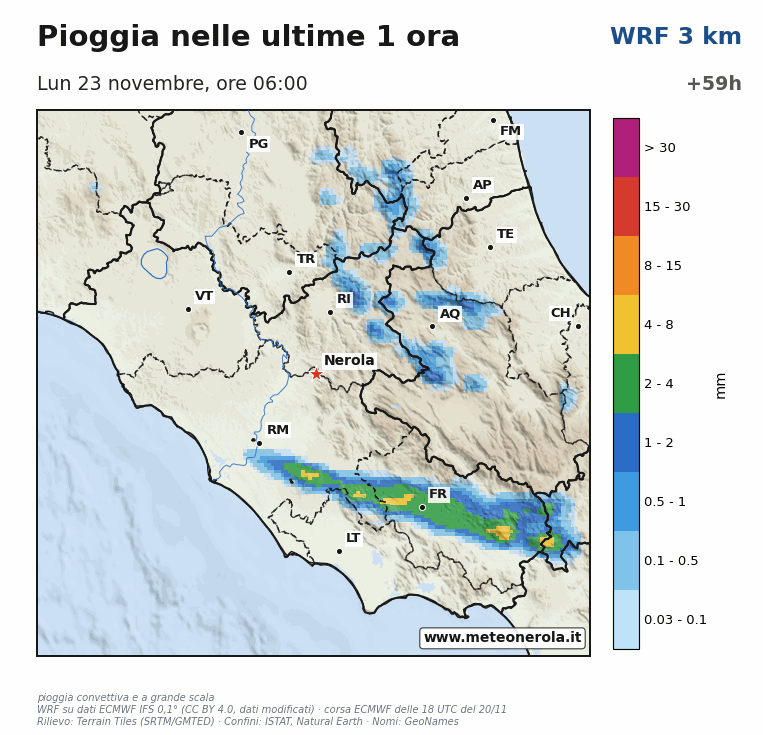 Pioggia nelle ultime 1 ora
WRF 3 km
Lun 23 novembre, ore 06:00
+59h
FM
PG
AP
TE
TR
VT
RI
AQ
CH
Nerola
RM
FR
LT
www.meteonerola.it
> 30
15 - 30
8 - 15
4 - 8
2 - 4
1 - 2
0.5 - 1
0.1 - 0.5
0.03 - 0.1
mm
pioggia convettiva e a grande scala
WRF su dati ECMWF IFS 0,1° (CC BY 4.0, dati modificati) · corsa ECMWF delle 18 UTC del 20/11
Rilievo: Terrain Tiles (SRTM/GMTED) · Confini: ISTAT, Natural Earth · Nomi: GeoNames